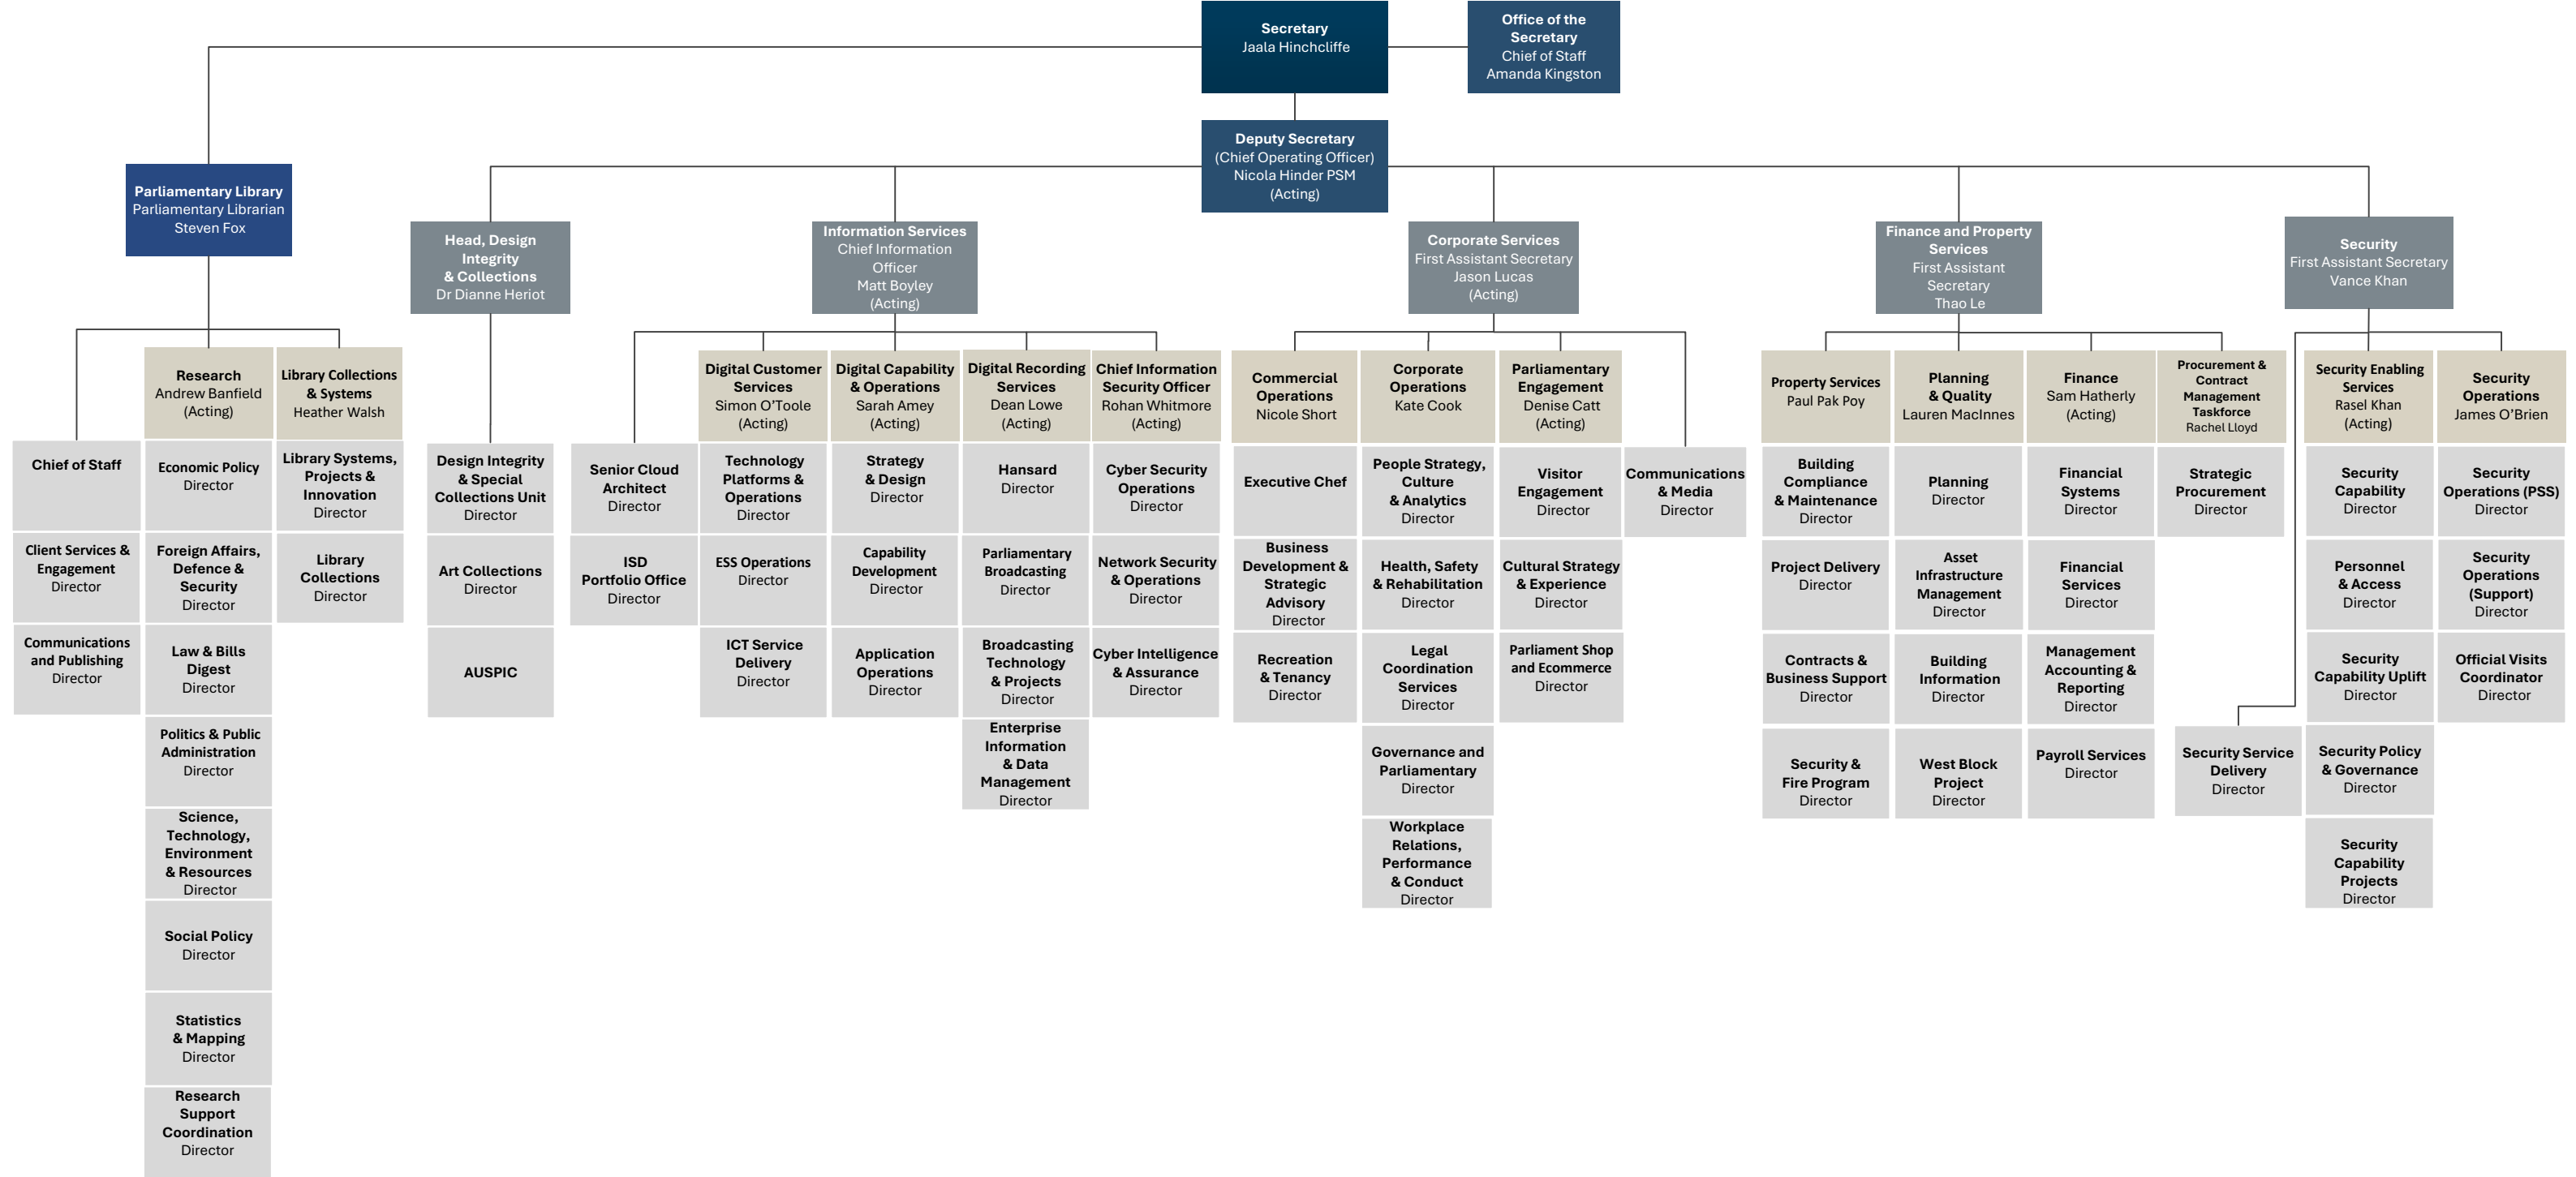 Secretary
Jaala Hinchcliffe
Office of the
Secretary
Chief of Staff
Amanda Kingston
Deputy Secretary
(Chief Operating Officer)
Nicola Hinder PSM
(Acting)
Parliamentary Library
Parliamentary Librarian
Steven Fox
Head, Design
Integrity
& Collections
Dr Dianne Heriot
Information Services
Chief Information
Officer
Matt Boyley
(Acting)
Corporate Services
First Assistant Secretary
Jason Lucas
(Acting)
Finance and Property
Services
First Assistant
Secretary
Thao Le
Security
First Assistant Secretary
Vance Khan
Research
Andrew Banfield
(Acting)
Library Collections
& Systems
Heather Walsh
Digital Customer
Services
Simon O’Toole
(Acting)
Digital Capability
& Operations
Sarah Amey
(Acting)
Digital Recording
Services
Dean Lowe
(Acting)
Chief Information
Security Officer
Rohan Whitmore
(Acting)
Commercial
Operations
Nicole Short
Corporate
Operations
Kate Cook
Parliamentary
Engagement
Denise Catt
(Acting)
Property Services
Paul Pak Poy
Planning
& Quality
Lauren MacInnes
Finance
Sam Hatherly
(Acting)
Procurement &
Contract
Management
Taskforce
Rachel Lloyd
Security Enabling
Services
Rasel Khan
(Acting)
Security
Operations
James O’Brien
Chief of Staff
Client Services &
Engagement
Director
Communications
and Publishing
Director
Economic Policy
Director
Foreign Affairs,
Defence &
Security
Director
Law & Bills
Digest
Director
Politics & Public
Administration
Director
Science,
Technology,
Environment
& Resources
Director
Social Policy
Director
Statistics
& Mapping
Director
Research
Support
Coordination
Director
Library Systems,
Projects &
Innovation
Director
Library
Collections
Director
Design Integrity
& Special
Collections Unit
Director
Art Collections
Director
AUSPIC
Senior Cloud
Architect
Director
ISD
Portfolio Office
Director
Technology
Platforms &
Operations
Director
ESS Operations
Director
ICT Service
Delivery
Director
Strategy
& Design
Director
Capability
Development
Director
Application
Operations
Director
Hansard
Director
Parliamentary
Broadcasting
Director
Broadcasting
Technology
& Projects
Director
Enterprise
Information
& Data
Management
Director
Cyber Security
Operations
Director
Network Security
& Operations
Director
Cyber Intelligence
& Assurance
Director
Executive Chef
Business
Development &
Strategic
Advisory
Director
Recreation
& Tenancy
Director
People Strategy,
Culture
& Analytics
Director
Health, Safety
& Rehabilitation
Director
Legal
Coordination
Services
Director
Governance and
Parliamentary
Director
Workplace
Relations,
Performance
& Conduct
Director
Visitor
Engagement
Director
Cultural Strategy
& Experience
Director
Parliament Shop
and Ecommerce
Director
Communications
& Media
Director
Building
Compliance
& Maintenance
Director
Project Delivery
Director
Contracts &
Business Support
Director
Security &
Fire Program
Director
Planning
Director
Asset
Infrastructure
Management
Director
Building
Information
Director
West Block
Project
Director
Financial
Systems
Director
Financial
Services
Director
Management
Accounting &
Reporting
Director
Payroll Services
Director
Strategic
Procurement
Director
Security Service
Delivery
Director
Security
Capability
Director
Personnel
& Access
Director
Security
Capability Uplift
Director
Security Policy
& Governance
Director
Security
Capability
Projects
Director
Security
Operations (PSS)
Director
Security
Operations
(Support)
Director
Official Visits
Coordinator
Director